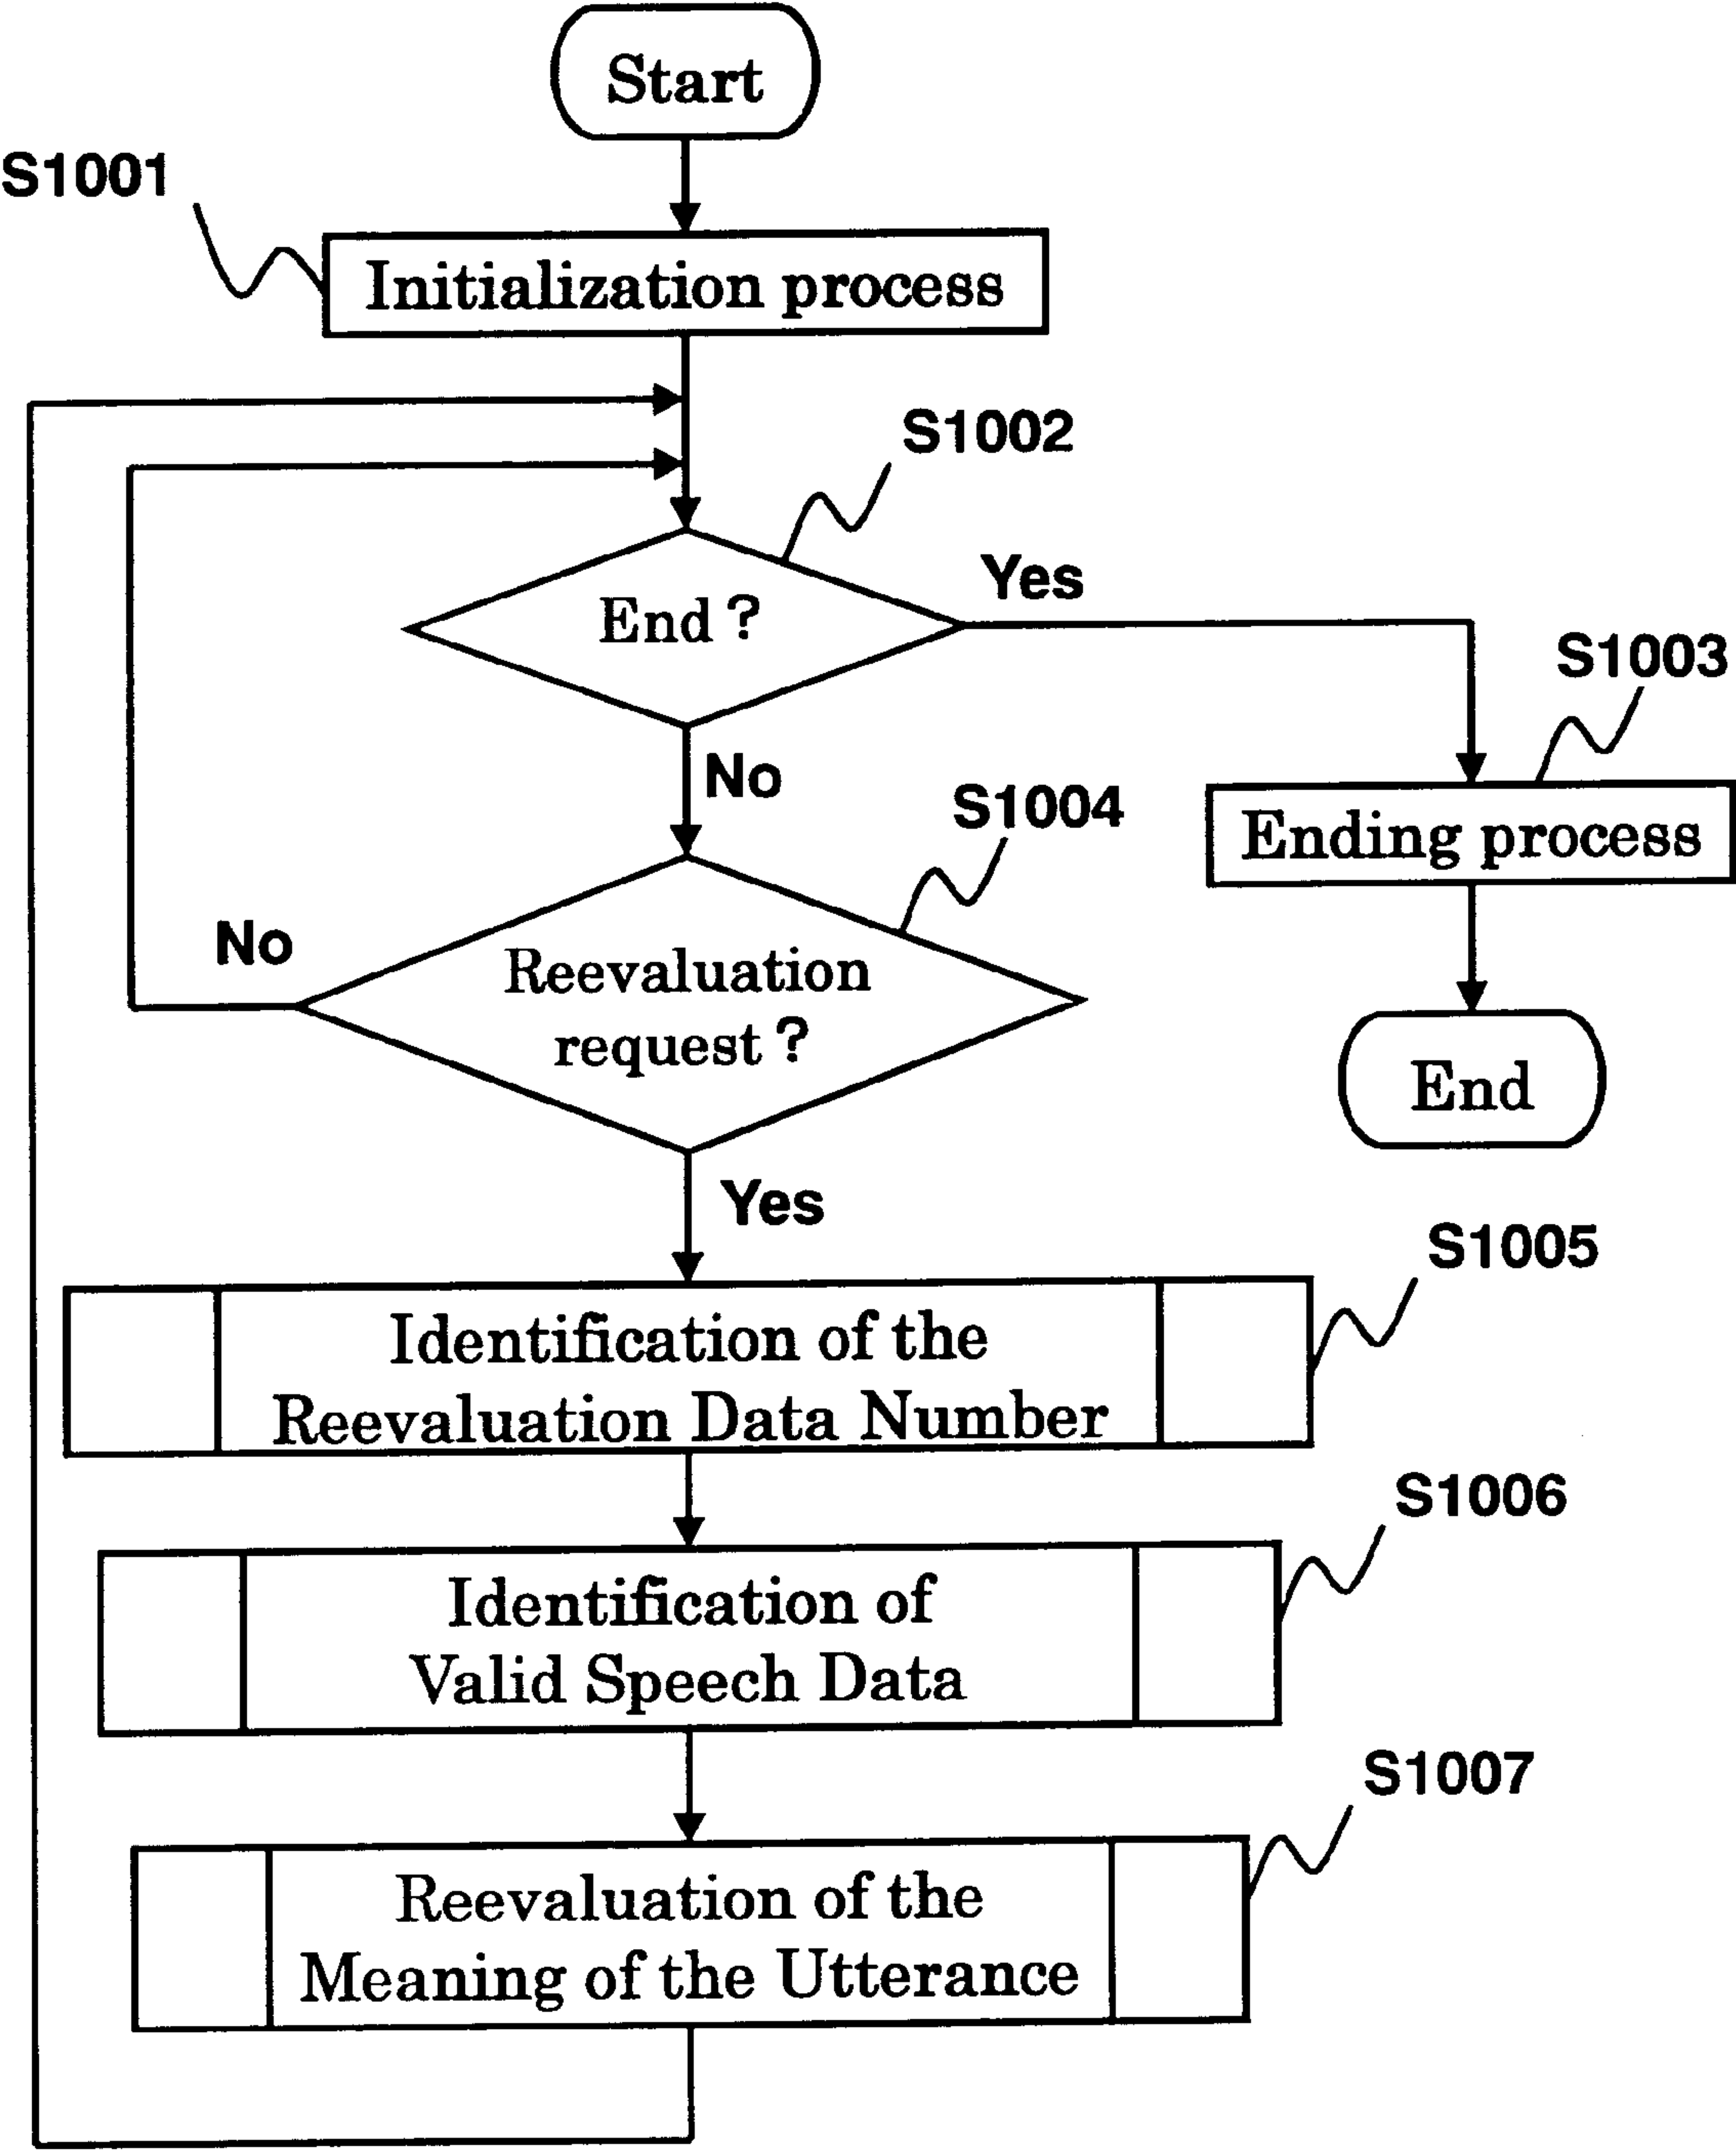 Start
S1001
Initialization process
S1002
End ?
Yes
S1003
No
S1004
Ending process
No
Reevaluation
request ?
End
Yes
S1005
Identification of the
Reevaluation Data Number
S1006
Identification of
Valid Speech Data
S1007
Reevaluation of the
Meaning of the Utterance